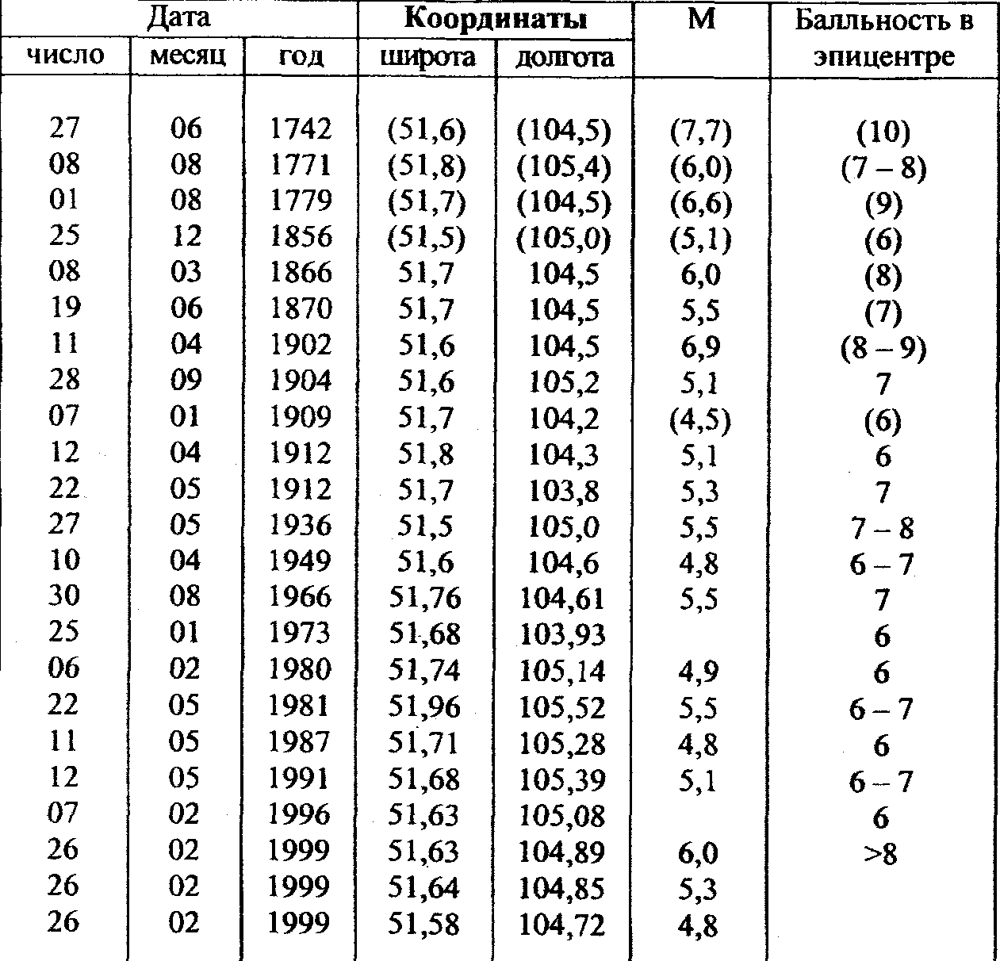 Дата Координаты М Балльность в
число месяц год широта долгота эпицентре
27 06 1742 (51,6) (104,5) (7,7) (10)
08 08 1771 (51,8) (105,4) (6,0) (7 – 8)
01 08 1779 (51,7) (104,5) (6,6) (9)
25 12 1856 (51,5) (105,0) (5,1) (6)
08 03 1866 51,7 104,5 6,0 (8)
19 06 1870 51,7 104,5 5,5 (7)
11 04 1902 51,6 104,5 6,9 (8 – 9)
28 09 1904 51,6 105,2 5,1 7
07 01 1909 51,7 104,2 (4,5) (6)
12 04 1912 51,8 104,3 5,1 6
22 05 1912 51,7 103,8 5,3 7
27 05 1936 51,5 105,0 5,5 7 – 8
10 04 1949 51,6 104,6 4,8 6 – 7
30 08 1966 51,76 104,61 5,5 7
25 01 1973 51,68 103,93 6
06 02 1980 51,74 105,14 4,9 6
22 05 1981 51,96 105,52 5,5 6 – 7
11 05 1987 51,71 105,28 4,8 6
12 05 1991 51,68 105,39 5,1 6 – 7
07 02 1996 51,63 105,08 6
26 02 1999 51,63 104,89 6,0 >8
26 02 1999 51,64 104,85 5,3
26 02 1999 51,58 104,72 4,8